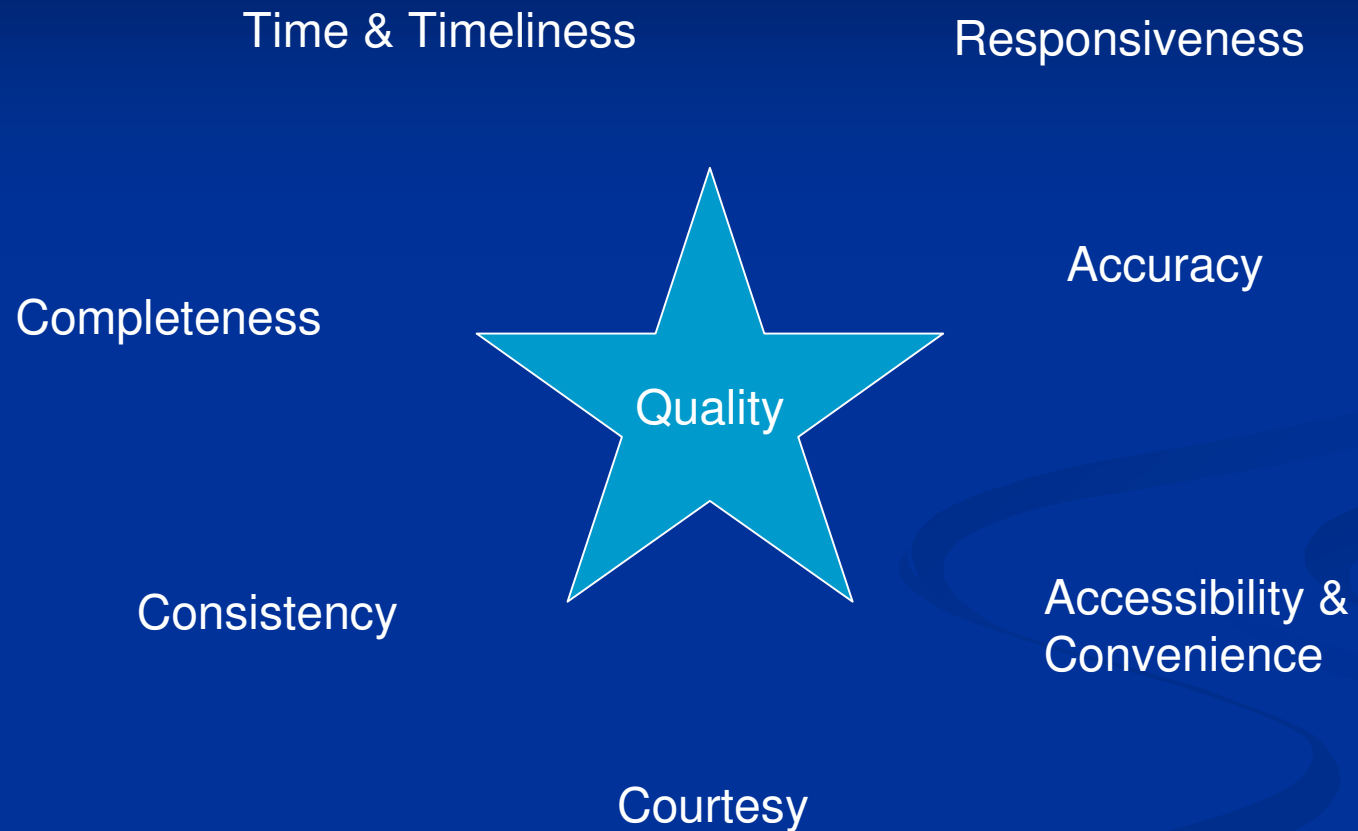 Time & Timeliness
Responsiveness
Accuracy
Completeness
Quality
Consistency
Accessibility &
Convenience
Courtesy